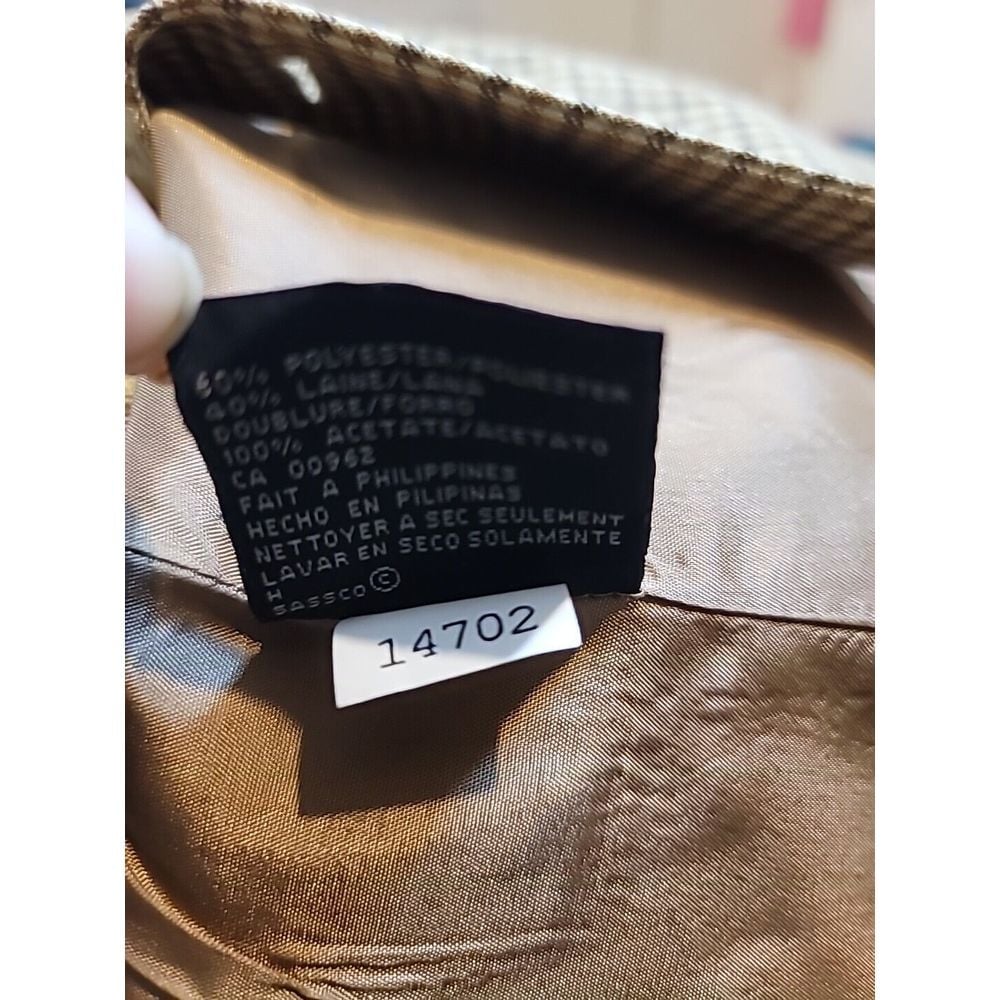 60% POLYESTER/POLIESTER
40% LAINE/LANA
DOUBLURE/FORRO
100% ACETATE/ACETATO
CA 00962
FAIT A PHILIPPINES
HECHO EN PILIPINAS
NETTOYER A SEC SEULEMENT
LAVAR EN SECO SOLAMENTE
H
SASSCO ©
14702